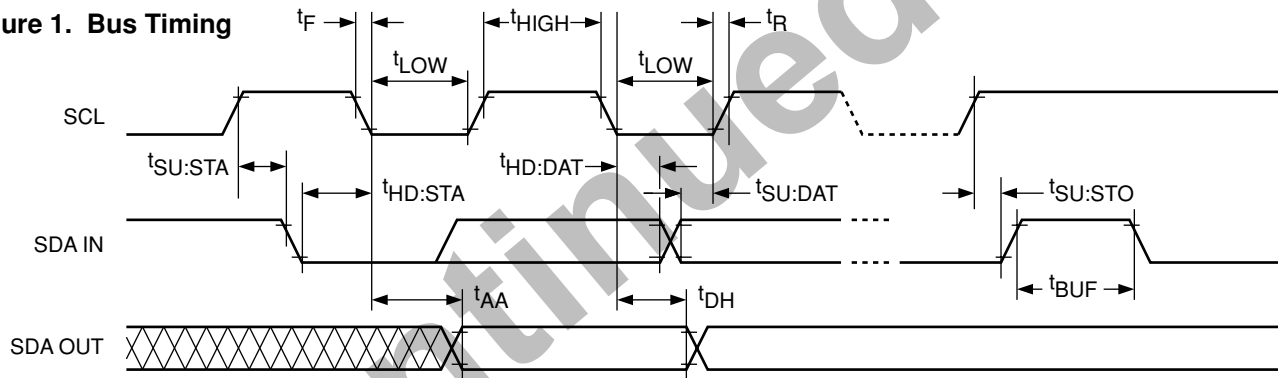 ure 1. Bus Timing
tF
tHIGH
tR
tLOW
tLOW
SCL
tSU:STA
tHD:STA
tHD:DAT
tSU:DAT
tSU:STO
SDA IN
tAA
tDH
tBUF
SDA OUT
ntinued